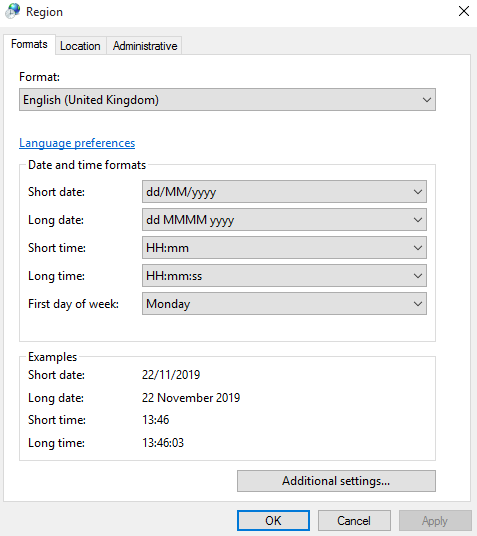 Region
Formats Location Administrative
Format:
English (United Kingdom)
Language preferences
Date and time formats
Short date: dd/MM/yyyy
Long date: dd MMMM yyyy
Short time: HH:mm
Long time: HH:mm:ss
First day of week: Monday
Examples
Short date: 22/11/2019
Long date: 22 November 2019
Short time: 13:46
Long time: 13:46:03
Additional settings...
OK Cancel Apply